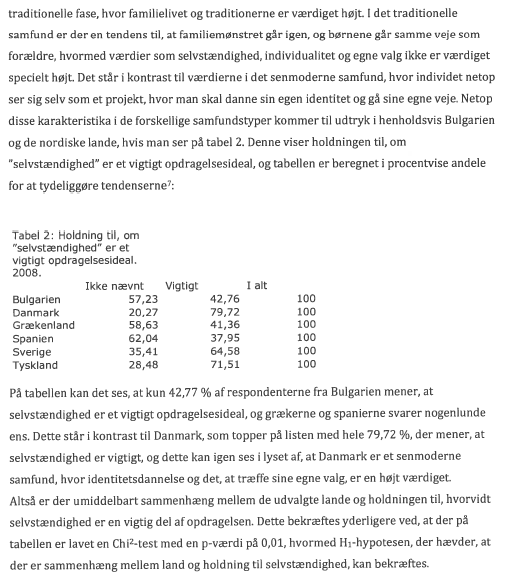 traditionelle fase, hvor familielivet og traditionerne er værdiget højt. I det traditionelle
samfund er der en tendens til, at familiemønstret går igen, og børnene går samme veje som
forældre, hvormed værdier som selvstændighed, individualitet og egne valg ikke er værdiget
specielt højt. Det står i kontrast til værdierne i det senmoderne samfund, hvor individet netop
ser sig selv som et projekt, hvor man skal danne sin egen identitet og gå sine egne veje. Netop
disse karakteristika i de forskellige samfundstyper kommer til udtryk i henholdsvis Bulgarien
og de nordiske lande, hvis man ser på tabel 2. Denne viser holdningen til, om
"selvstændighed" er et vigtigt opdragelsesideal, og tabellen er beregnet i procentvise andele
for at tydeliggøre tendenserne⁷:
Tabel 2: Holdning til, om
"selvstændighed" er et
vigtigt opdragelsesideal.
2008.
Ikke nævnt Vigtigt I alt
Bulgarien 57,23 42,76 100
Danmark 20,27 79,72 100
Grækenland 58,63 41,36 100
Spanien 62,04 37,95 100
Sverige 35,41 64,58 100
Tyskland 28,48 71,51 100
På tabellen kan det ses, at kun 42,77 % af respondenterne fra Bulgarien mener, at
selvstændighed er et vigtigt opdragelsesideal, og grækerne og spanierne svarer nogenlunde
ens. Dette står i kontrast til Danmark, som topper på listen med hele 79,72 %, der mener, at
selvstændighed er vigtigt, og dette kan igen ses i lyset af, at Danmark er et senmoderne
samfund, hvor identitetsdannelse og det, at træffe sine egne valg, er en højt værdiget.
Altså er der umiddelbart sammenhæng mellem de udvalgte lande og holdningen til, hvorvidt
selvstændighed er en vigtig del af opdragelsen. Dette bekræftes yderligere ved, at der på
tabellen er lavet en Chi²-test med en p-værdi på 0,01, hvormed H₁-hypotesen, der hævder, at
der er sammenhæng mellem land og holdning til selvstændighed, kan bekræftes.